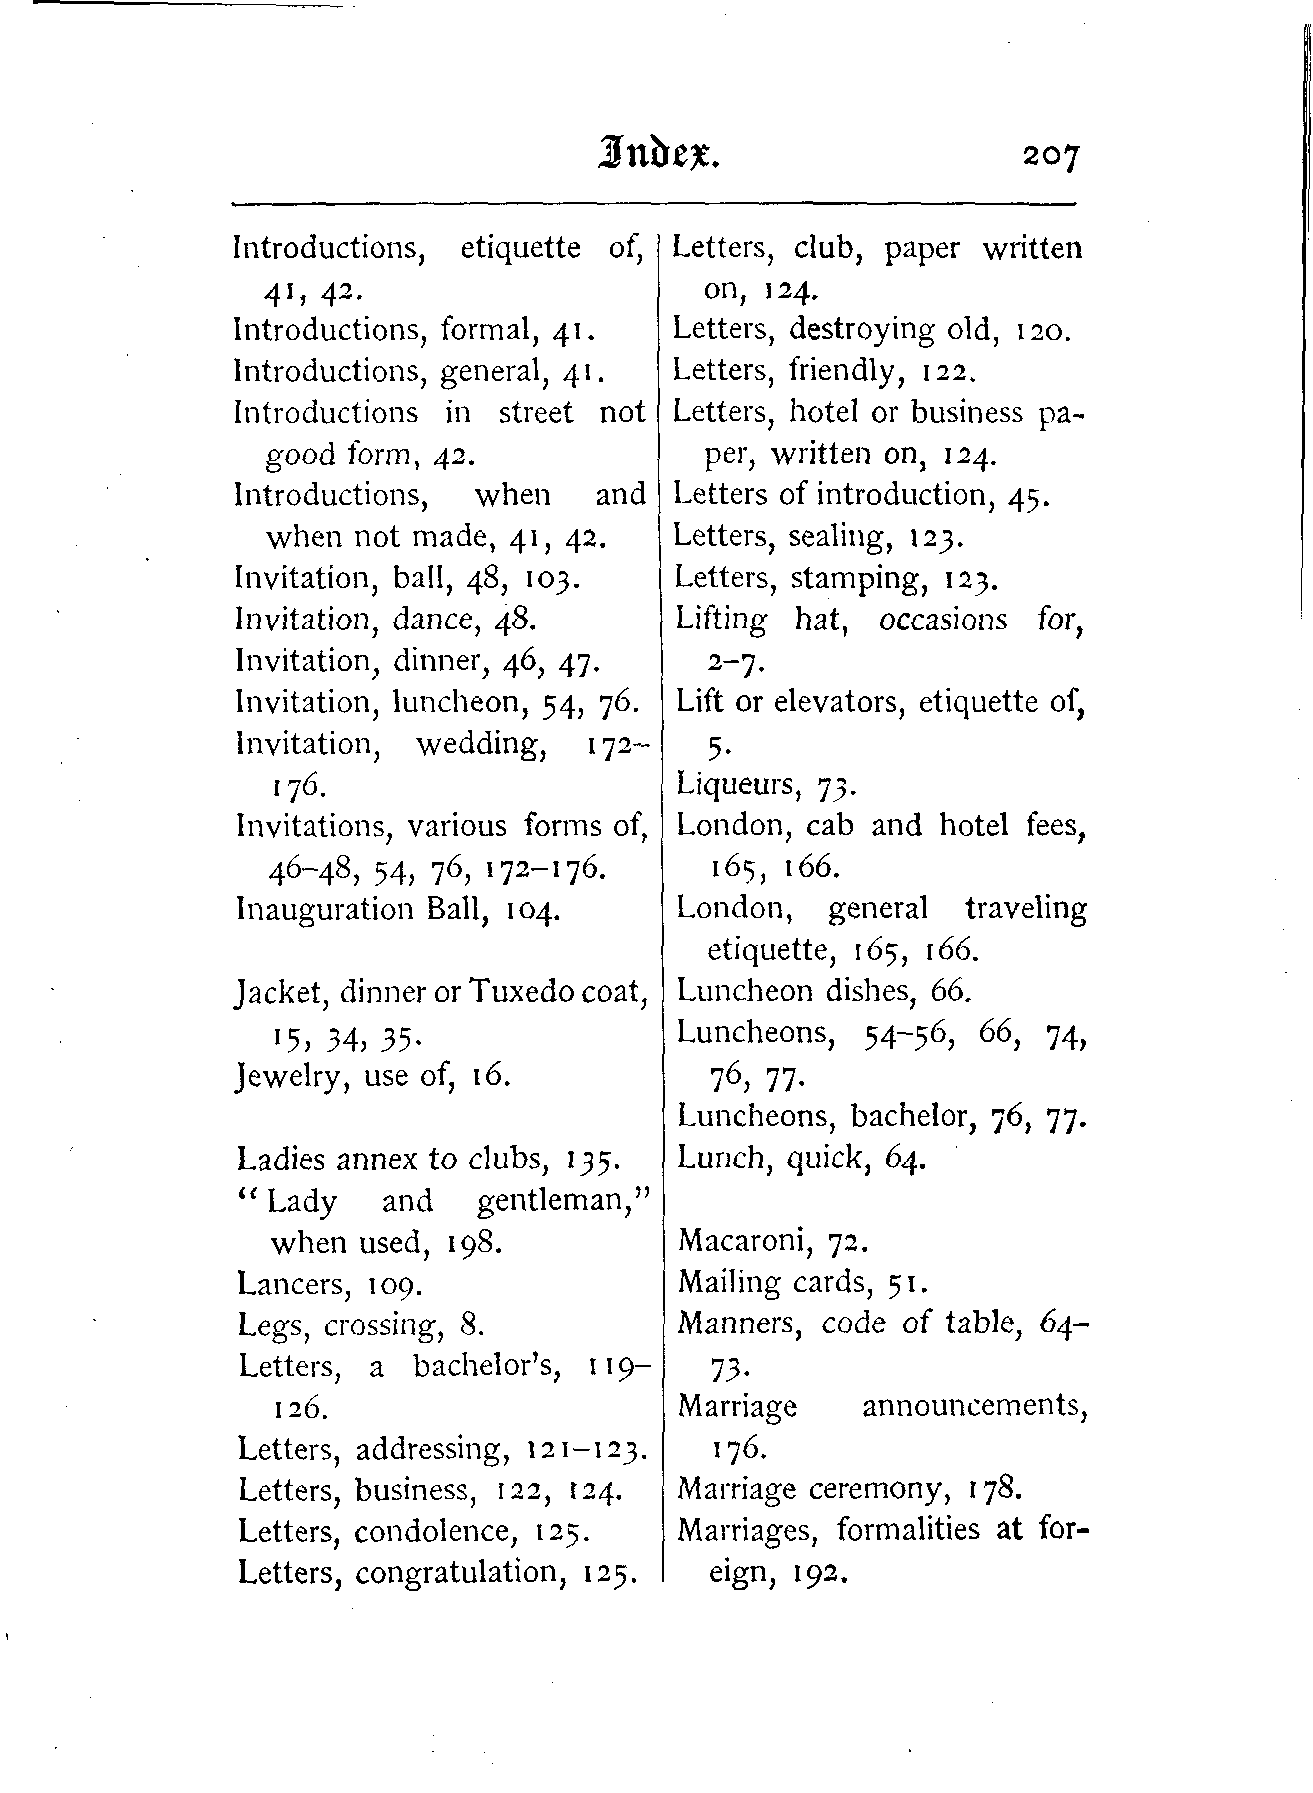 Index. 207
Introductions, etiquette of,
41, 42.
Introductions, formal, 41.
Introductions, general, 41.
Introductions in street not
good form, 42.
Introductions, when and
when not made, 41, 42.
Invitation, ball, 48, 103.
Invitation, dance, 48.
Invitation, dinner, 46, 47.
Invitation, luncheon, 54, 76.
Invitation, wedding, 172–
176.
Invitations, various forms of,
46–48, 54, 76, 172–176.
Inauguration Ball, 104.
Jacket, dinner or Tuxedo coat,
15, 34, 35.
Jewelry, use of, 16.
Ladies annex to clubs, 135.
“Lady and gentleman,”
when used, 198.
Lancers, 109.
Legs, crossing, 8.
Letters, a bachelor's, 119–
126.
Letters, addressing, 121–123.
Letters, business, 122, 124.
Letters, condolence, 125.
Letters, congratulation, 125.
Letters, club, paper written
on, 124.
Letters, destroying old, 120.
Letters, friendly, 122.
Letters, hotel or business pa-
per, written on, 124.
Letters of introduction, 45.
Letters, sealing, 123.
Letters, stamping, 123.
Lifting hat, occasions for,
2–7.
Lift or elevators, etiquette of,
5.
Liqueurs, 73.
London, cab and hotel fees,
165, 166.
London, general traveling
etiquette, 165, 166.
Luncheon dishes, 66.
Luncheons, 54–56, 66, 74,
76, 77.
Luncheons, bachelor, 76, 77.
Lunch, quick, 64.
Macaroni, 72.
Mailing cards, 51.
Manners, code of table, 64–
73.
Marriage announcements,
176.
Marriage ceremony, 178.
Marriages, formalities at for-
eign, 192.